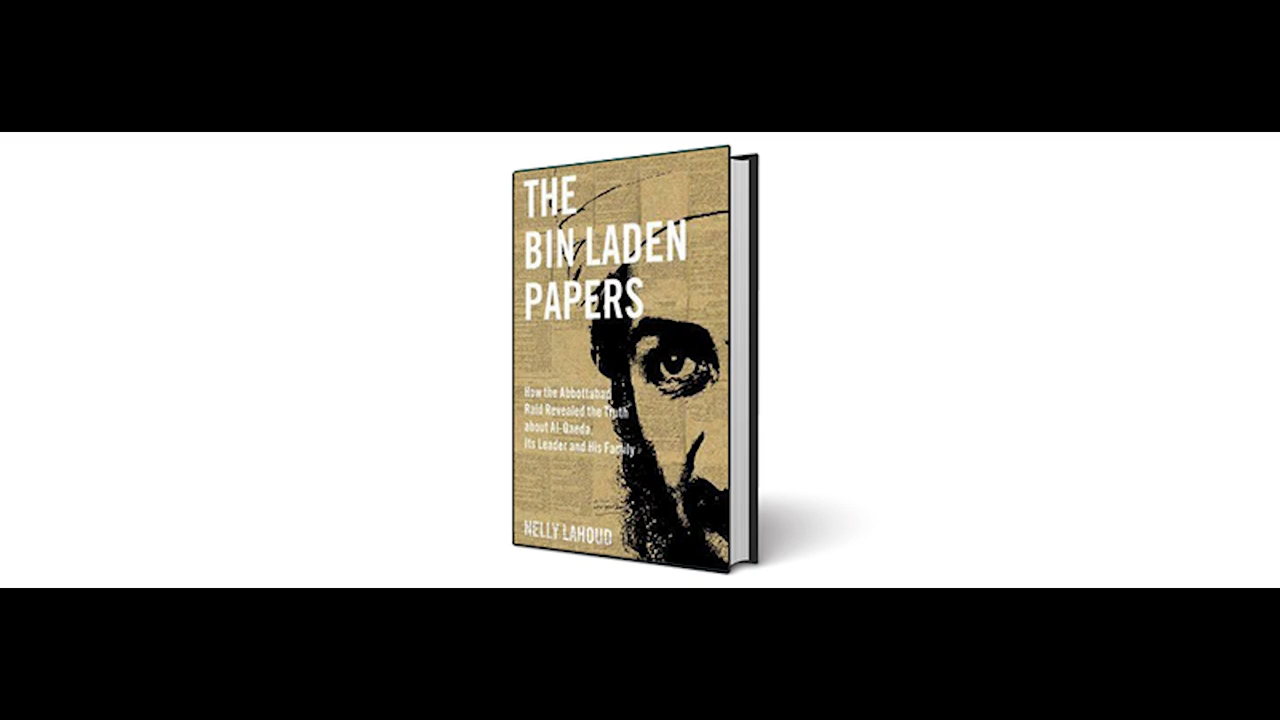 THE
BIN LADEN
PAPERS
How the Abbottabad
Raid Revealed the Truth
about Al-Qaeda,
Its Leader and His Family
NELLY LAHOUD